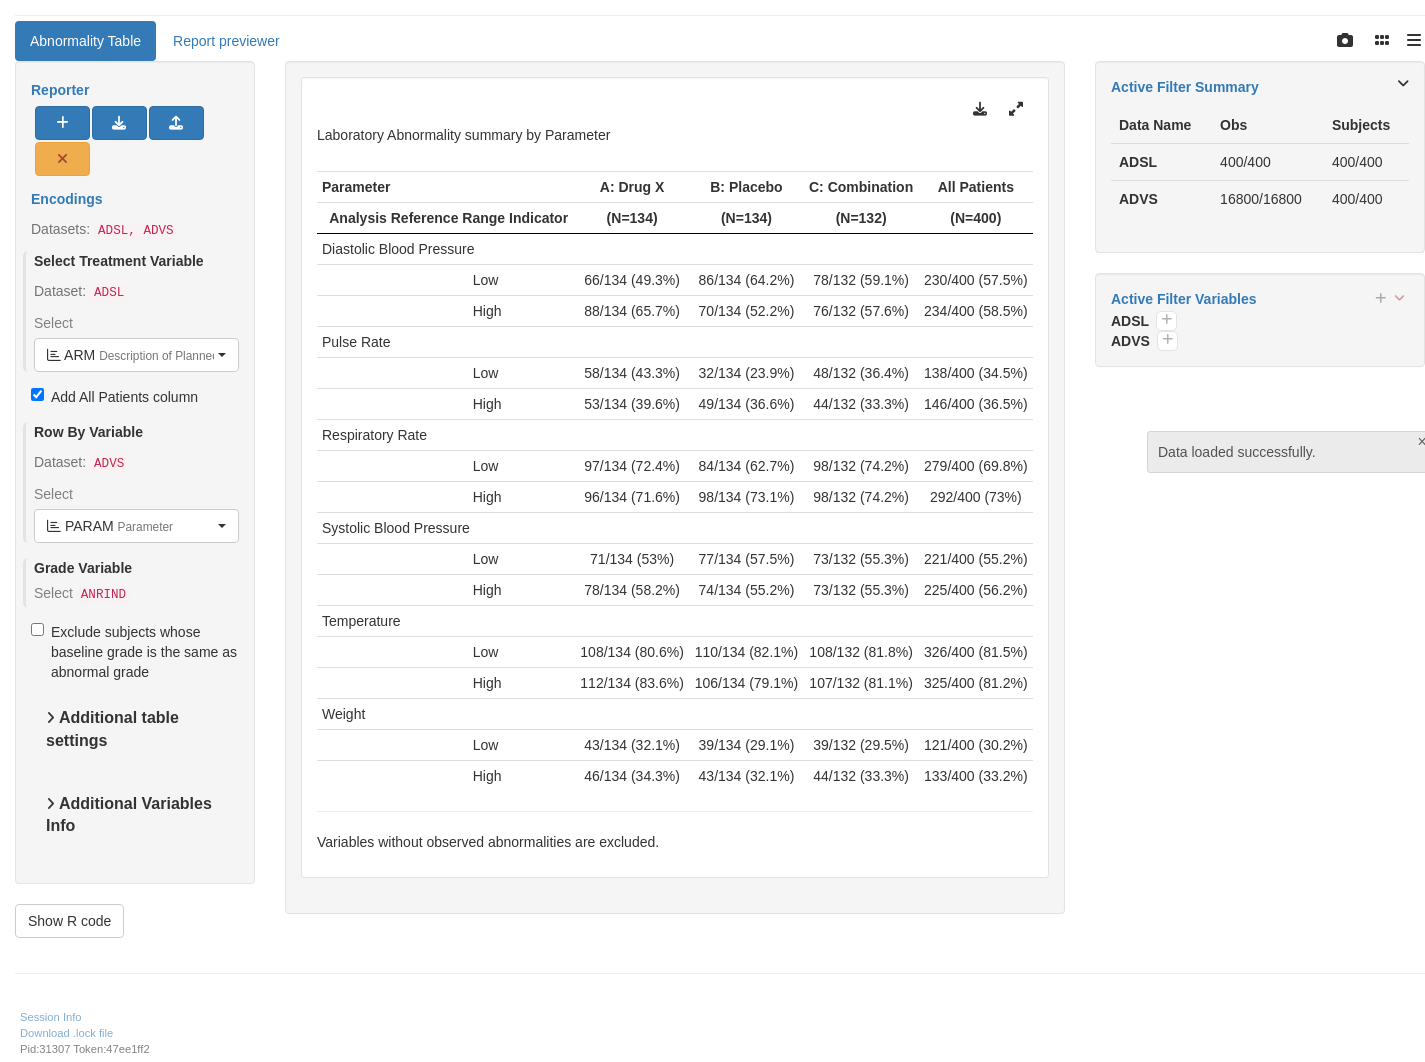 Abnormality Table
Report previewer
Reporter
Encodings
Datasets: ADSL, ADVS
Select Treatment Variable
Dataset: ADSL
Select
ARM Description of Planned
Add All Patients column
Row By Variable
Dataset: ADVS
Select
PARAM Parameter
Grade Variable
Select ANRIND
Exclude subjects whose
baseline grade is the same as
abnormal grade
Additional table
settings
Additional Variables
Info
Show R code
Laboratory Abnormality summary by Parameter
Parameter A: Drug X B: Placebo C: Combination All Patients
Analysis Reference Range Indicator (N=134) (N=134) (N=132) (N=400)
Diastolic Blood Pressure
Low 66/134 (49.3%) 86/134 (64.2%) 78/132 (59.1%) 230/400 (57.5%)
High 88/134 (65.7%) 70/134 (52.2%) 76/132 (57.6%) 234/400 (58.5%)
Pulse Rate
Low 58/134 (43.3%) 32/134 (23.9%) 48/132 (36.4%) 138/400 (34.5%)
High 53/134 (39.6%) 49/134 (36.6%) 44/132 (33.3%) 146/400 (36.5%)
Respiratory Rate
Low 97/134 (72.4%) 84/134 (62.7%) 98/132 (74.2%) 279/400 (69.8%)
High 96/134 (71.6%) 98/134 (73.1%) 98/132 (74.2%) 292/400 (73%)
Systolic Blood Pressure
Low 71/134 (53%) 77/134 (57.5%) 73/132 (55.3%) 221/400 (55.2%)
High 78/134 (58.2%) 74/134 (55.2%) 73/132 (55.3%) 225/400 (56.2%)
Temperature
Low 108/134 (80.6%) 110/134 (82.1%) 108/132 (81.8%) 326/400 (81.5%)
High 112/134 (83.6%) 106/134 (79.1%) 107/132 (81.1%) 325/400 (81.2%)
Weight
Low 43/134 (32.1%) 39/134 (29.1%) 39/132 (29.5%) 121/400 (30.2%)
High 46/134 (34.3%) 43/134 (32.1%) 44/132 (33.3%) 133/400 (33.2%)
Variables without observed abnormalities are excluded.
Active Filter Summary
Data Name Obs Subjects
ADSL 400/400 400/400
ADVS 16800/16800 400/400
Active Filter Variables
ADSL
ADVS
Data loaded successfully.
Session Info
Download .lock file
Pid:31307 Token:47ee1ff2